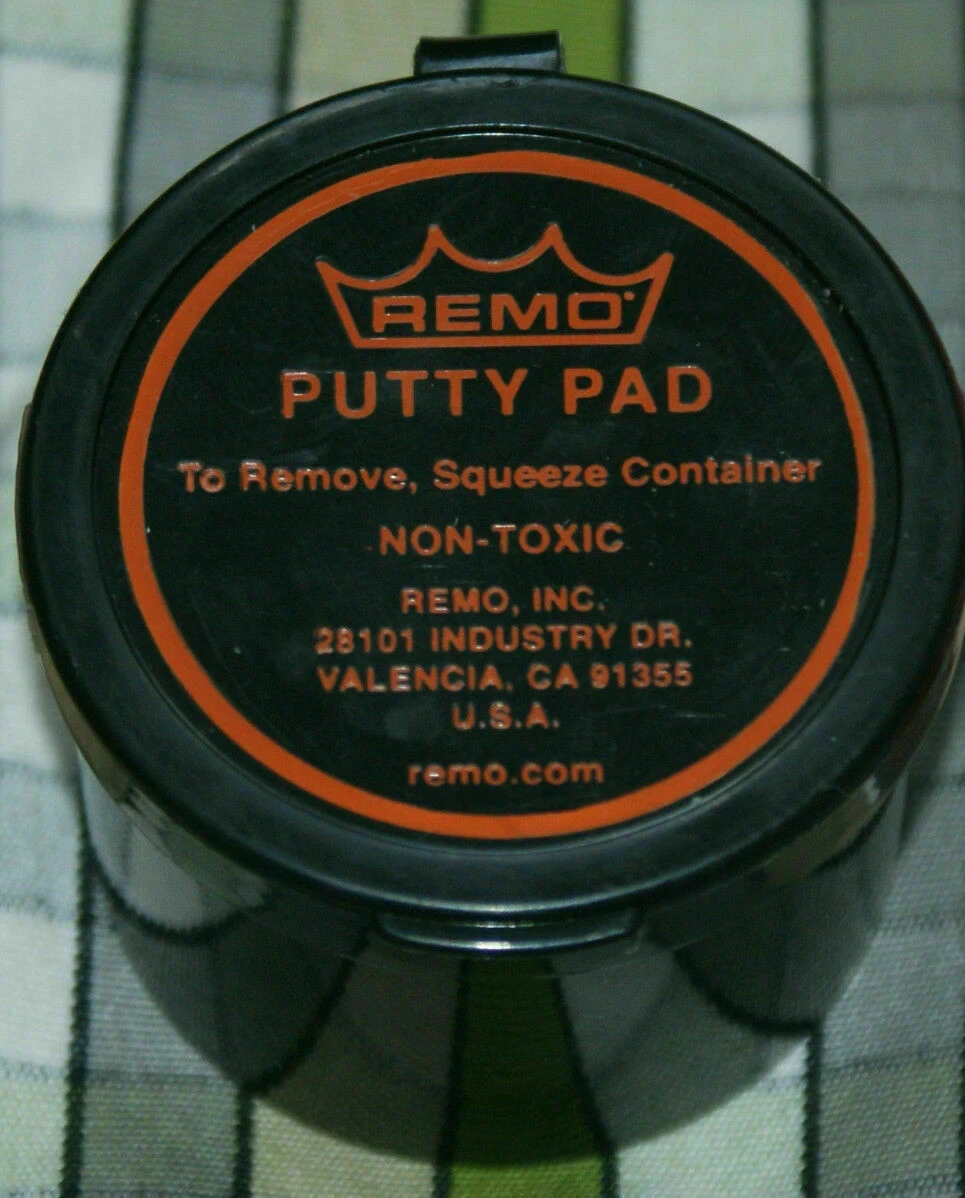 REMO
PUTTY PAD
To Remove, Squeeze Container
NON-TOXIC
REMO, INC.
28101 INDUSTRY DR.
VALENCIA, CA 91355
U.S.A.
remo.com